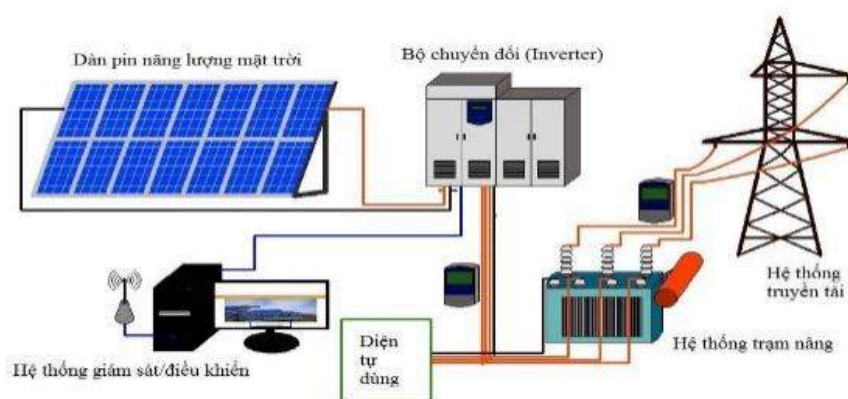 Dàn pin năng lượng mặt trời
Bộ chuyển đổi (Inverter)
Hệ thống
truyền tải
Hệ thống trạm nâng
Diện
tự
dùng
Hệ thống giám sát/điều khiển